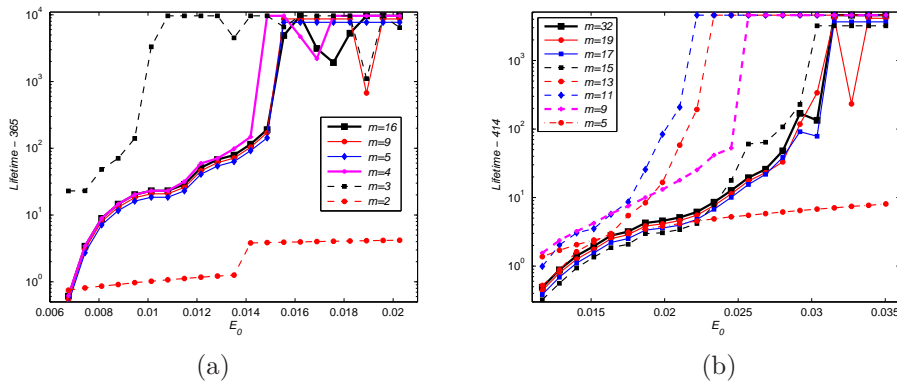 10^4
10^3
10^2
10^1
10^0
Lifetime − 365
m=16
m=9
m=5
m=4
m=3
m=2
0.006 0.008 0.01 0.012 0.014 0.016 0.018 0.02
E_0
(a)
10^3
10^2
10^1
10^0
Lifetime − 414
m=32
m=19
m=17
m=15
m=13
m=11
m=9
m=5
0.015 0.02 0.025 0.03 0.035
E_0
(b)